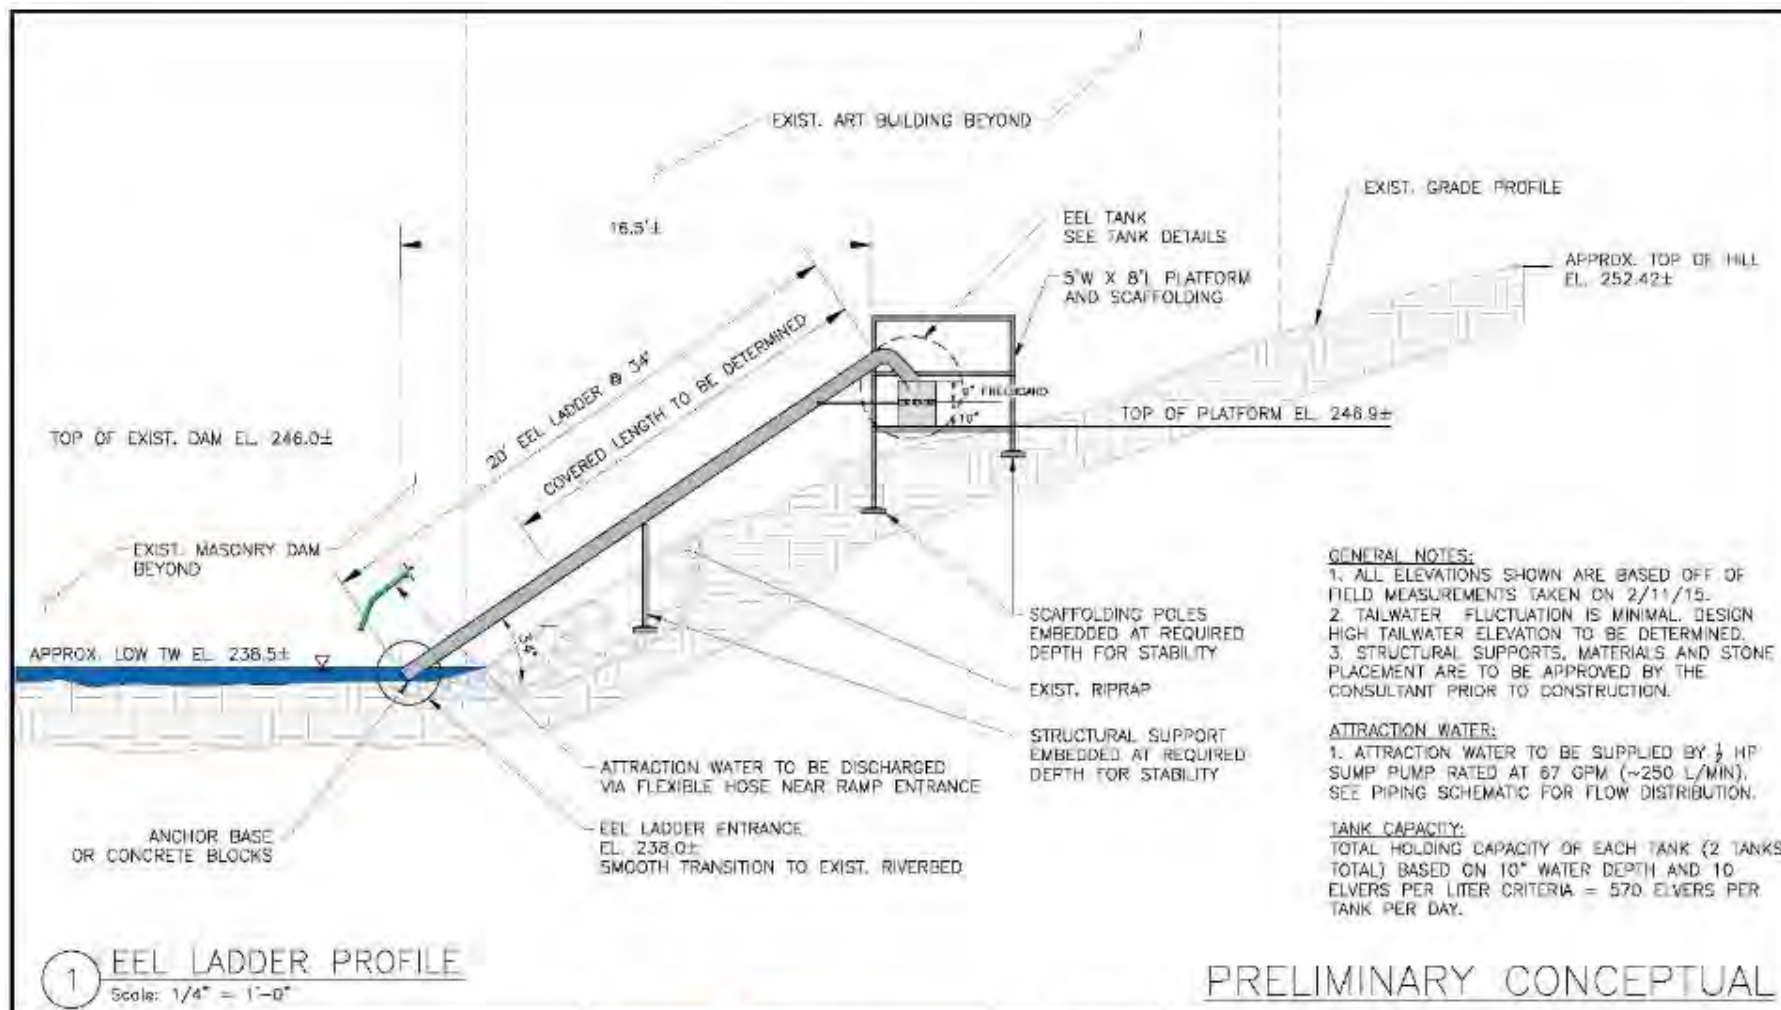 EXIST. ART BUILDING BEYOND
EXIST. GRADE PROFILE
16.5'±
EEL TANK
SEE TANK DETAILS
APPROX. TOP OF HILL
EL. 252.42±
5'W X 8'L PLATFORM
AND SCAFFOLDING
20' EEL LADDER @ 34°
COVERED LENGTH TO BE DETERMINED
9" FREEBOARD
10"
TOP OF PLATFORM EL. 246.9±
TOP OF EXIST. DAM EL. 246.0±
EXIST. MASONRY DAM
BEYOND
APPROX. LOW TW EL. 238.5±
34°
SCAFFOLDING POLES
EMBEDDED AT REQUIRED
DEPTH FOR STABILITY
EXIST. RIPRAP
STRUCTURAL SUPPORT
EMBEDDED AT REQUIRED
DEPTH FOR STABILITY
ATTRACTION WATER TO BE DISCHARGED
VIA FLEXIBLE HOSE NEAR RAMP ENTRANCE
ANCHOR BASE
OR CONCRETE BLOCKS
EEL LADDER ENTRANCE
EL. 238.0±
SMOOTH TRANSITION TO EXIST. RIVERBED
GENERAL NOTES:
1. ALL ELEVATIONS SHOWN ARE BASED OFF OF
FIELD MEASUREMENTS TAKEN ON 2/11/15.
2. TAILWATER FLUCTUATION IS MINIMAL. DESIGN
HIGH TAILWATER ELEVATION TO BE DETERMINED.
3. STRUCTURAL SUPPORTS, MATERIALS AND STONE
PLACEMENT ARE TO BE APPROVED BY THE
CONSULTANT PRIOR TO CONSTRUCTION.
ATTRACTION WATER:
1. ATTRACTION WATER TO BE SUPPLIED BY HP
SUMP PUMP RATED AT 67 GPM (~250 L/MIN).
SEE PIPING SCHEMATIC FOR FLOW DISTRIBUTION.
TANK CAPACITY:
TOTAL HOLDING CAPACITY OF EACH TANK (2 TANKS
TOTAL) BASED ON 10" WATER DEPTH AND 10
ELVERS PER LITER CRITERIA = 570 ELVERS PER
TANK PER DAY.
1 EEL LADDER PROFILE
Scale: 1/4" = 1'-0"
PRELIMINARY CONCEPTUAL